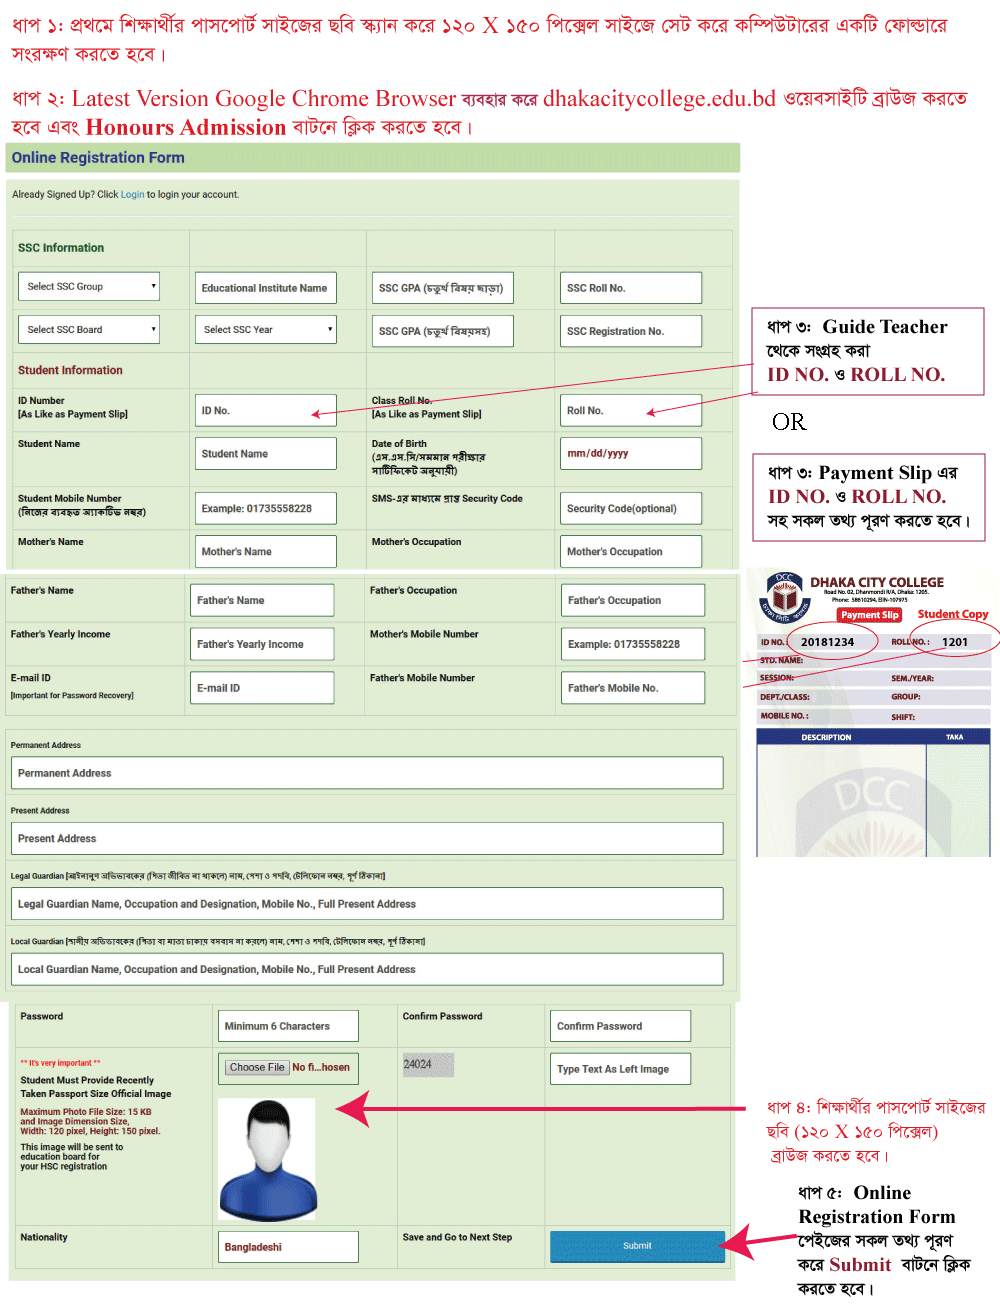 ধাপ ১: প্রথমে শিক্ষার্থীর পাসপোর্ট সাইজের ছবি স্ক্যান করে ১২০ X ১৫০ পিক্সেল সাইজে সেট করে কম্পিউটারের একটি ফোল্ডারে
সংরক্ষণ করতে হবে।
ধাপ ২: Latest Version Google Chrome Browser ব্যবহার করে dhakacitycollege.edu.bd ওয়েবসাইটি ব্রাউজ করতে
হবে এবং Honours Admission বাটনে ক্লিক করতে হবে।
Online Registration Form
Already Signed Up? Click Login to login your account.
SSC Information
Select SSC Group
Educational Institute Name
SSC GPA (চতুর্থ বিষয় ছাড়া)
SSC Roll No.
Select SSC Board
Select SSC Year
SSC GPA (চতুর্থ বিষয়সহ)
SSC Registration No.
Student Information
ID Number
[As Like as Payment Slip]
ID No.
Class Roll No.
[As Like as Payment Slip]
Roll No.
Student Name
Student Name
Date of Birth
(এস.এস.সি/সমমান পরীক্ষার
সার্টিফিকেট অনুযায়ী)
mm/dd/yyyy
Student Mobile Number
(নিজের ব্যবহৃত অ্যাকটিভ নম্বর)
Example: 01735558228
SMS-এর মাধ্যমে প্রাপ্ত Security Code
Security Code(optional)
Mother's Name
Mother's Name
Mother's Occupation
Mother's Occupation
Father's Name
Father's Name
Father's Occupation
Father's Occupation
Father's Yearly Income
Father's Yearly Income
Mother's Mobile Number
Example: 01735558228
E-mail ID
[Important for Password Recovery]
E-mail ID
Father's Mobile Number
Father's Mobile No.
Permanent Address
Permanent Address
Present Address
Present Address
Legal Guardian [আইনানুগ অভিভাবকের (পিতা জীবিত না থাকলে) নাম, পেশা ও পদবি, টেলিফোন নম্বর, পূর্ণ ঠিকানা]
Legal Guardian Name, Occupation and Designation, Mobile No., Full Present Address
Local Guardian [স্থানীয় অভিভাবকের (পিতা বা মাতা ঢাকায় বসবাস না করলে) নাম, পেশা ও পদবি, টেলিফোন নম্বর, পূর্ণ ঠিকানা]
Local Guardian Name, Occupation and Designation, Mobile No., Full Present Address
Password
Minimum 6 Characters
Confirm Password
Confirm Password
** It's very important **
Student Must Provide Recently
Taken Passport Size Official Image
Maximum Photo File Size: 15 KB
and Image Dimension Size,
Width: 120 pixel, Height: 150 pixel.
This image will be sent to
education board for
your HSC registration
Choose File No fi...hosen
24024
Type Text As Left Image
Nationality
Bangladeshi
Save and Go to Next Step
Submit
ধাপ ৩: Guide Teacher
থেকে সংগ্রহ করা
ID NO. ও ROLL NO.
OR
ধাপ ৩: Payment Slip এর
ID NO. ও ROLL NO.
সহ সকল তথ্য পূরণ করতে হবে।
DCC
ঢাকা সিটি কলেজ
DHAKA CITY COLLEGE
Road No. 02, Dhanmondi R/A, Dhaka: 1205.
Phone: 58610294, EIIN-107975
Payment Slip
Student Copy
ID NO. : 20181234
ROLL NO. : 1201
STD. NAME:
SESSION:
SEM./YEAR:
DEPT./CLASS:
GROUP:
MOBILE NO. :
SHIFT:
DESCRIPTION
TAKA
DCC
ধাপ ৪: শিক্ষার্থীর পাসপোর্ট সাইজের
ছবি (১২০ X ১৫০ পিক্সেল)
ব্রাউজ করতে হবে।
ধাপ ৫: Online
Registration Form
পেইজের সকল তথ্য পূরণ
করে Submit বাটনে ক্লিক
করতে হবে।